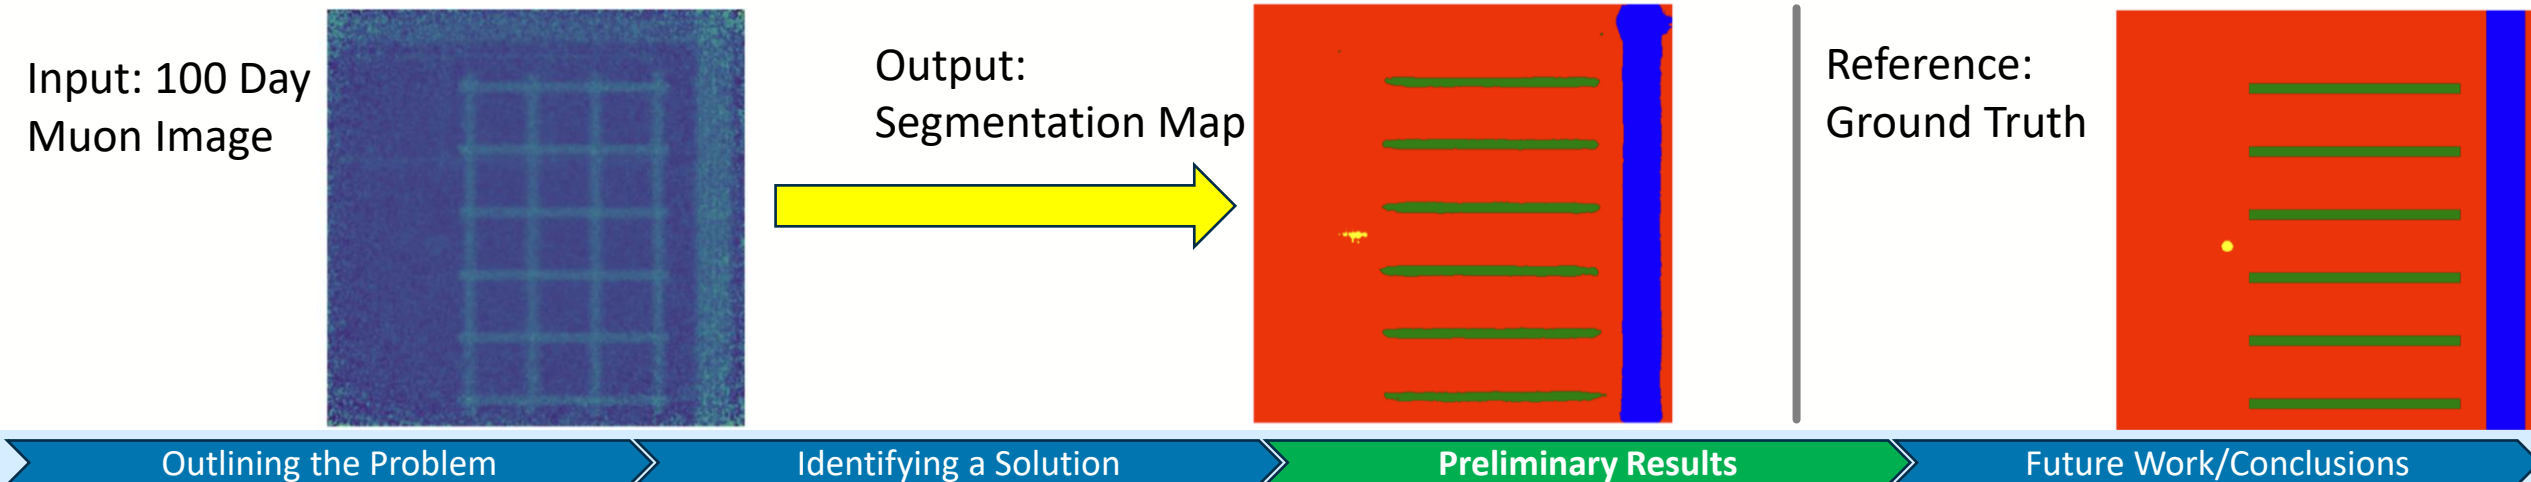 Input: 100 Day
Muon Image
Output:
Segmentation Map
Reference:
Ground Truth
Outlining the Problem
Identifying a Solution
Preliminary Results
Future Work/Conclusions